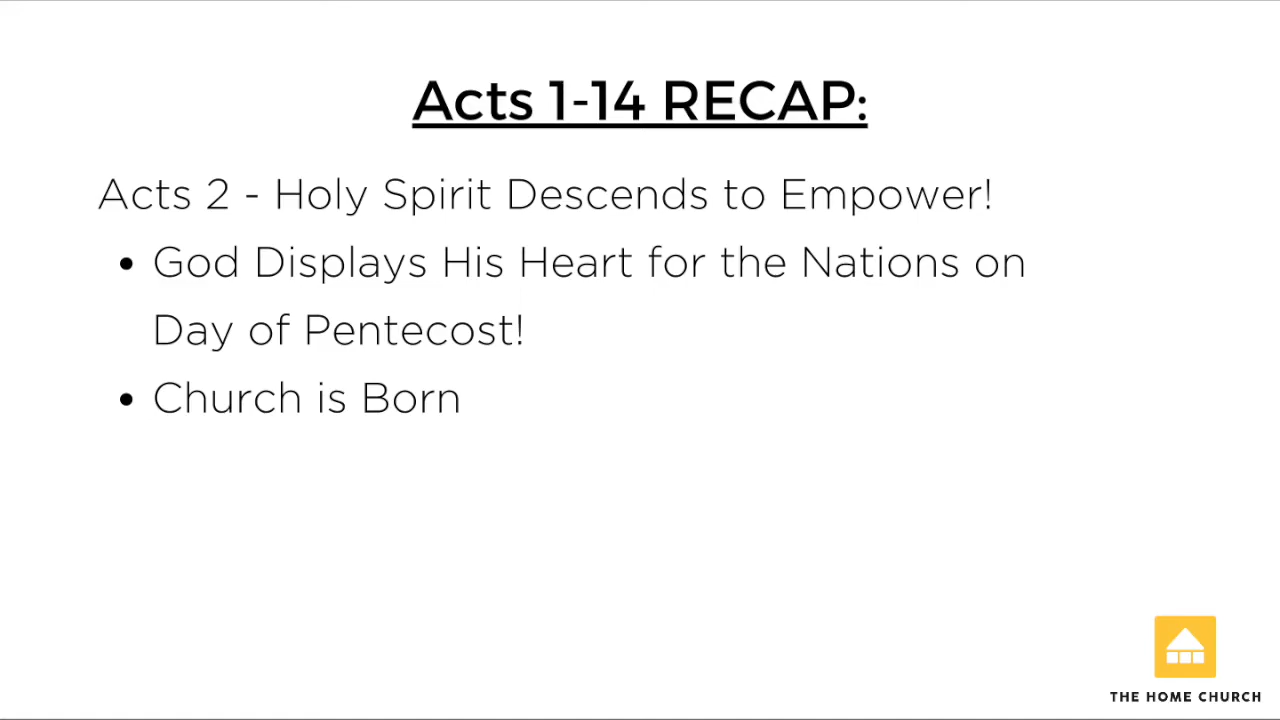 Acts 1-14 RECAP:
Acts 2 - Holy Spirit Descends to Empower!
• God Displays His Heart for the Nations on
Day of Pentecost!
• Church is Born
THE HOME CHURCH